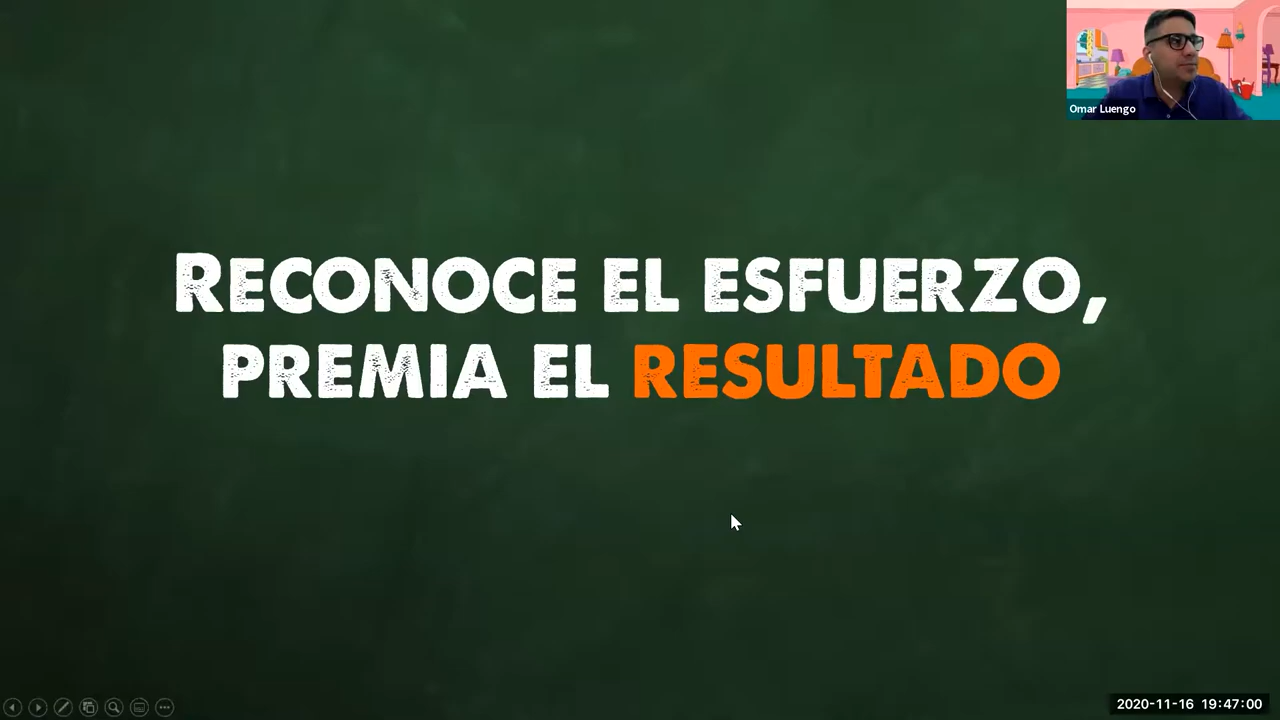 Omar Luengo
RECONOCE EL ESFUERZO,
PREMIA EL RESULTADO
2020-11-16 19:47:00